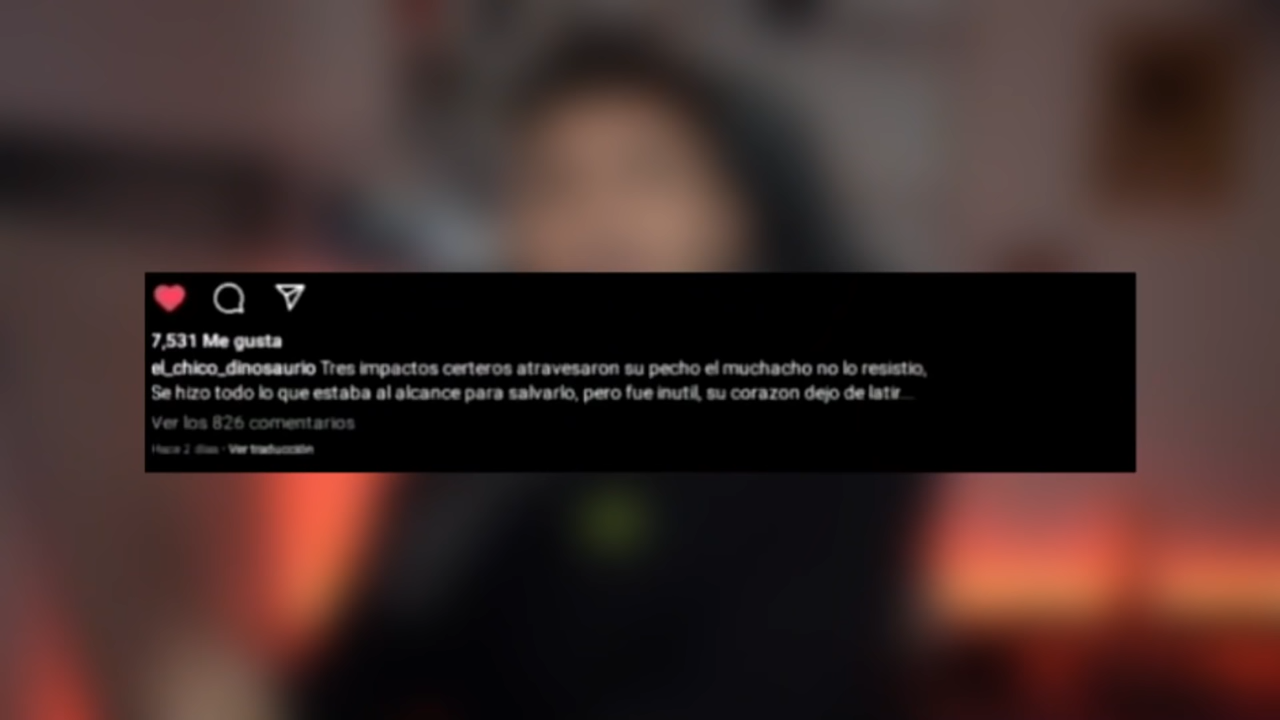 7,531 Me gusta
el_chico_dinosaurio Tres impactos certeros atravesaron su pecho el muchacho no lo resistio,
Se hizo todo lo que estaba al alcance para salvarlo, pero fue inutil, su corazon dejo de latir...
Ver los 826 comentarios
Hace 2 días · Ver traducción